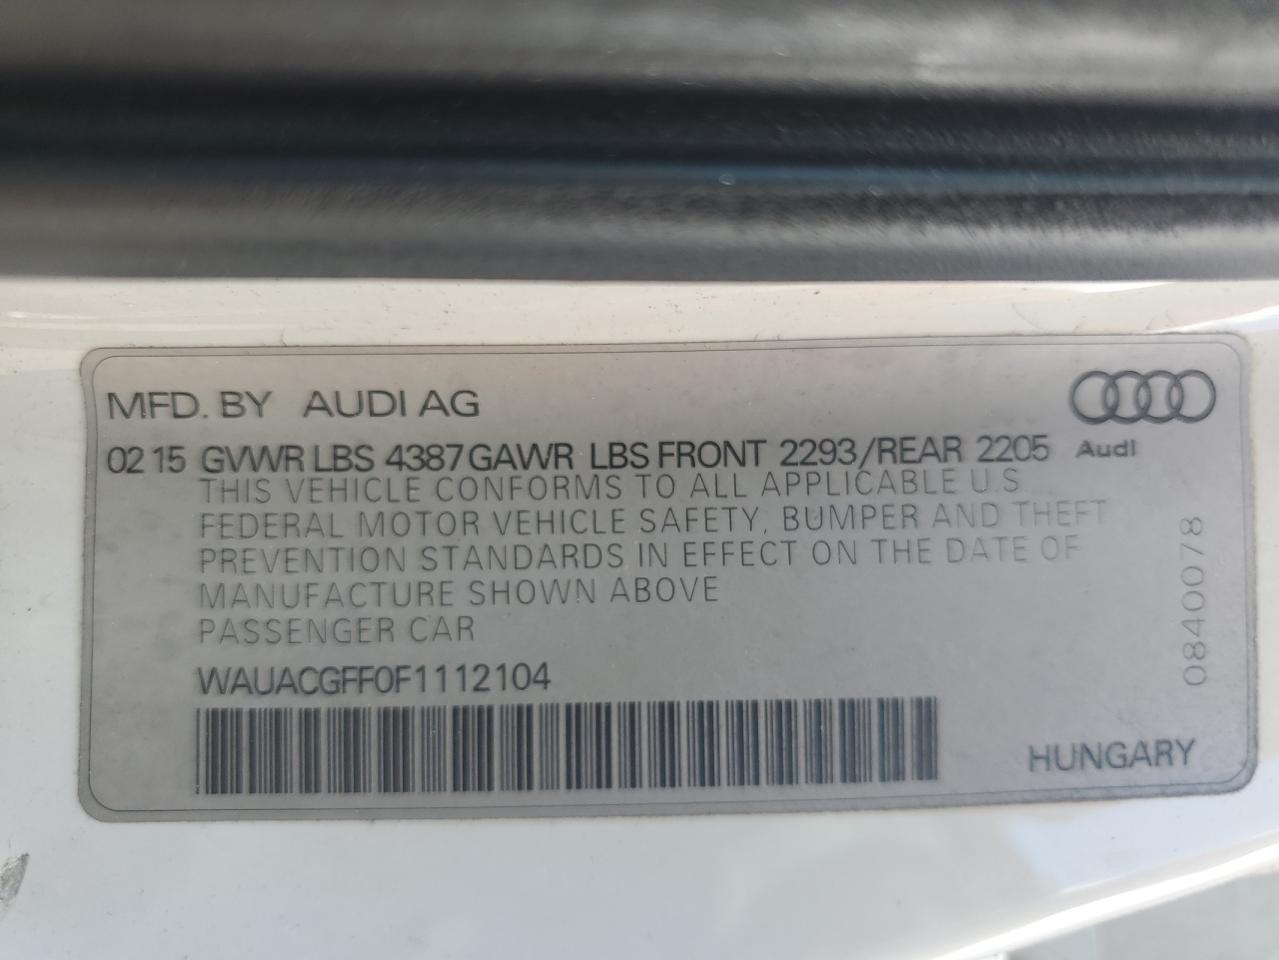 MFD. BY AUDI AG
02 15 GVWR LBS 4387 GAWR LBS FRONT 2293/REAR 2205
Audi
THIS VEHICLE CONFORMS TO ALL APPLICABLE U.S
FEDERAL MOTOR VEHICLE SAFETY, BUMPER AND THEFT
PREVENTION STANDARDS IN EFFECT ON THE DATE OF
MANUFACTURE SHOWN ABOVE
PASSENGER CAR
WAUACGFF0F1112104
HUNGARY
0840078